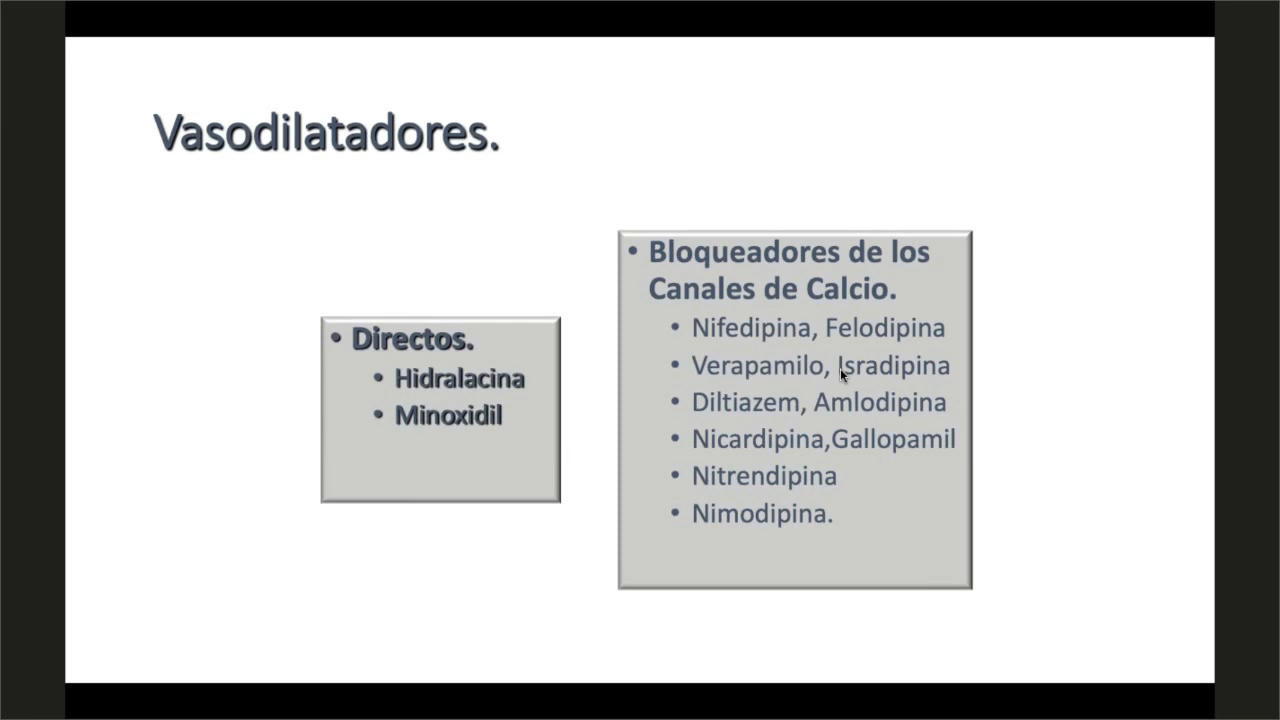 Vasodilatadores.
• Directos.
• Hidralacina
• Minoxidil
• Bloqueadores de los
Canales de Calcio.
• Nifedipina, Felodipina
• Verapamilo, Isradipina
• Diltiazem, Amlodipina
• Nicardipina,Gallopamil
• Nitrendipina
• Nimodipina.